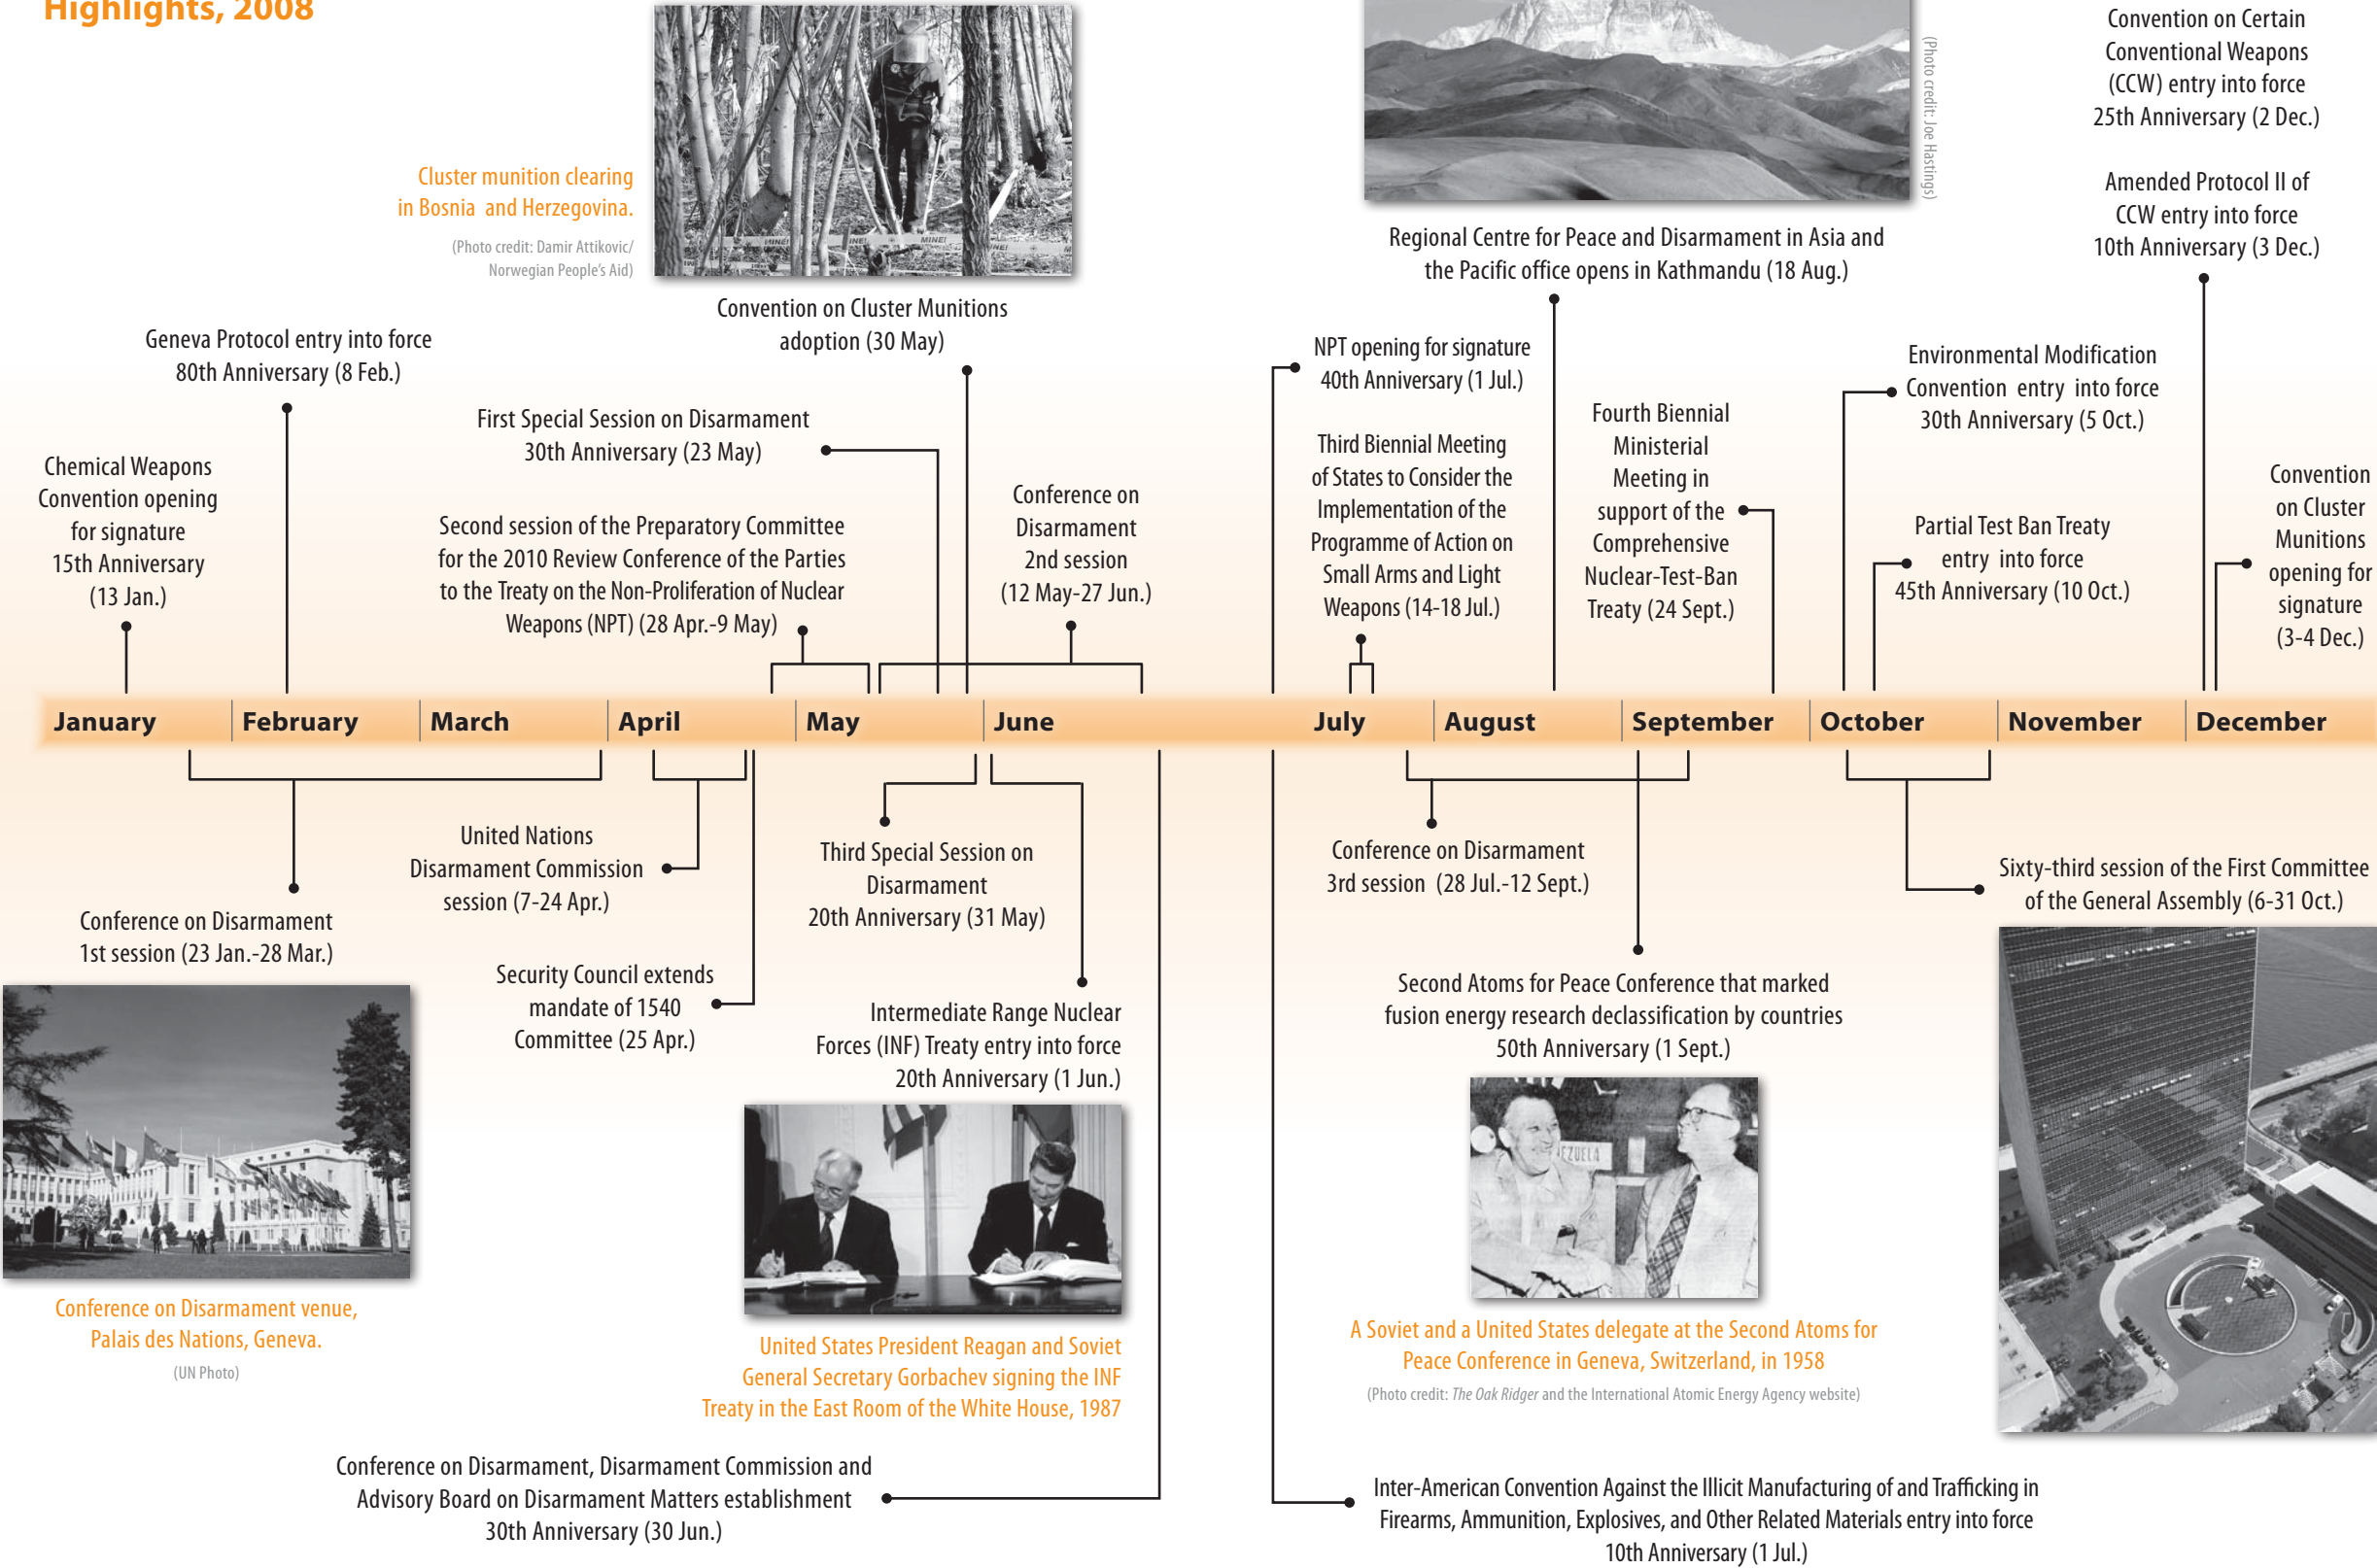 Highlights, 2008
Cluster munition clearing
in Bosnia and Herzegovina.
(Photo credit: Damir Attikovic/
Norwegian People's Aid)
MINE!
MINE!
MINE!
Convention on Cluster Munitions
adoption (30 May)
Geneva Protocol entry into force
80th Anniversary (8 Feb.)
First Special Session on Disarmament
30th Anniversary (23 May)
Chemical Weapons
Convention opening
for signature
15th Anniversary
(13 Jan.)
Second session of the Preparatory Committee
for the 2010 Review Conference of the Parties
to the Treaty on the Non-Proliferation of Nuclear
Weapons (NPT) (28 Apr.-9 May)
Conference on
Disarmament
2nd session
(12 May-27 Jun.)
(Photo credit: Joe Hastings)
Regional Centre for Peace and Disarmament in Asia and
the Pacific office opens in Kathmandu (18 Aug.)
NPT opening for signature
40th Anniversary (1 Jul.)
Third Biennial Meeting
of States to Consider the
Implementation of the
Programme of Action on
Small Arms and Light
Weapons (14-18 Jul.)
Fourth Biennial
Ministerial
Meeting in
support of the
Comprehensive
Nuclear-Test-Ban
Treaty (24 Sept.)
Convention on Certain
Conventional Weapons
(CCW) entry into force
25th Anniversary (2 Dec.)
Amended Protocol II of
CCW entry into force
10th Anniversary (3 Dec.)
Environmental Modification
Convention entry into force
30th Anniversary (5 Oct.)
Partial Test Ban Treaty
entry into force
45th Anniversary (10 Oct.)
Convention
on Cluster
Munitions
opening for
signature
(3-4 Dec.)
January February March April May June July August September October November December
Conference on Disarmament
1st session (23 Jan.-28 Mar.)
United Nations
Disarmament Commission
session (7-24 Apr.)
Security Council extends
mandate of 1540
Committee (25 Apr.)
Third Special Session on
Disarmament
20th Anniversary (31 May)
Intermediate Range Nuclear
Forces (INF) Treaty entry into force
20th Anniversary (1 Jun.)
Conference on Disarmament
3rd session (28 Jul.-12 Sept.)
Second Atoms for Peace Conference that marked
fusion energy research declassification by countries
50th Anniversary (1 Sept.)
Sixty-third session of the First Committee
of the General Assembly (6-31 Oct.)
EZUELA
Conference on Disarmament venue,
Palais des Nations, Geneva.
(UN Photo)
United States President Reagan and Soviet
General Secretary Gorbachev signing the INF
Treaty in the East Room of the White House, 1987
A Soviet and a United States delegate at the Second Atoms for
Peace Conference in Geneva, Switzerland, in 1958
(Photo credit: The Oak Ridger and the International Atomic Energy Agency website)
Conference on Disarmament, Disarmament Commission and
Advisory Board on Disarmament Matters establishment
30th Anniversary (30 Jun.)
Inter-American Convention Against the Illicit Manufacturing of and Trafficking in
Firearms, Ammunition, Explosives, and Other Related Materials entry into force
10th Anniversary (1 Jul.)